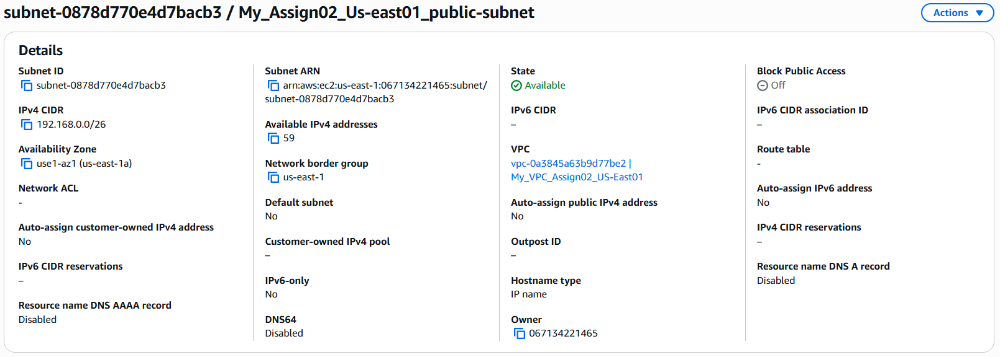 subnet-0878d770e4d7bacb3 / My_Assign02_Us-east01_public-subnet
Actions
Details
Subnet ID
subnet-0878d770e4d7bacb3
IPv4 CIDR
192.168.0.0/26
Availability Zone
use1-az1 (us-east-1a)
Network ACL
-
Auto-assign customer-owned IPv4 address
No
IPv6 CIDR reservations
–
Resource name DNS AAAA record
Disabled
Subnet ARN
arn:aws:ec2:us-east-1:067134221465:subnet/
subnet-0878d770e4d7bacb3
Available IPv4 addresses
59
Network border group
us-east-1
Default subnet
No
Customer-owned IPv4 pool
–
IPv6-only
No
DNS64
Disabled
State
Available
IPv6 CIDR
–
VPC
vpc-0a3845a63b9d77be2 |
My_VPC_Assign02_US-East01
Auto-assign public IPv4 address
No
Outpost ID
–
Hostname type
IP name
Owner
067134221465
Block Public Access
Off
IPv6 CIDR association ID
–
Route table
-
Auto-assign IPv6 address
No
IPv4 CIDR reservations
–
Resource name DNS A record
Disabled